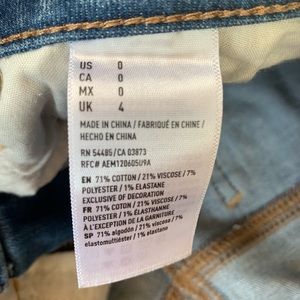 US 0
CA 0
MX 0
UK 4
MADE IN CHINA / FABRIQUÉ EN CHINE /
HECHO EN CHINA
RN 54485/CA 03873
RFC# AEM120605U9A
EN 71% COTTON / 21% VISCOSE / 7%
POLYESTER / 1% ELASTANE
EXCLUSIVE OF DECORATION
FR 71% COTON / 21% VISCOSE / 7%
POLYESTER / 1% ÉLASTHANNE
À L'EXCEPTION DE LA GARNITURE
SP 71% algodón / 21% viscosa / 7%
elastomultiéster / 1% elastano